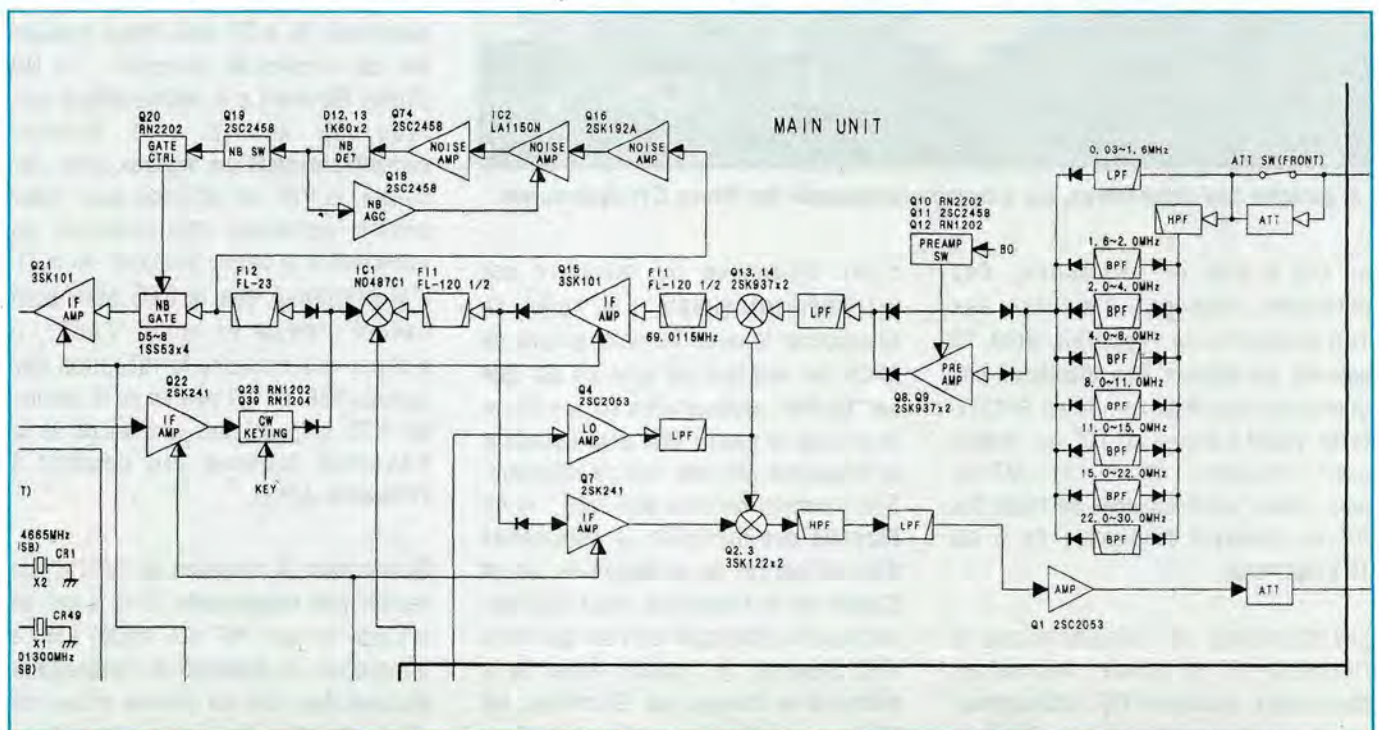 MAIN UNIT
Q20
RN2202
GATE
CTRL
Q19
2SC2458
NB SW
D12, 13
1K60x2
NB
DET
Q74
2SC2458
NOISE
AMP
IC2
LA1150N
NOISE
AMP
Q16
2SK192A
NOISE
AMP
Q18
2SC2458
NB
AGC
0. 03~1. 6MHz
LPF
ATT SW(FRONT)
HPF
ATT
Q10 RN2202
Q11 2SC2458
Q12 RN1202
PREAMP
SW
B0
1. 6~2. 0MHz
BPF
2. 0~4. 0MHz
BPF
4. 0~8. 0MHz
BPF
8. 0~11. 0MHz
BPF
11. 0~15. 0MHz
BPF
15. 0~22. 0MHz
BPF
22. 0~30. 0MHz
BPF
Q21
3SK101
IF
AMP
NB
GATE
D5~8
1SS53x4
FI2
FL-23
IC1
ND487C1
FI1
FL-120 1/2
Q15
3SK101
IF
AMP
FI1
FL-120 1/2
69. 0115MHz
Q13, 14
2SK937x2
LPF
PRE
AMP
Q8, Q9
2SK937x2
Q22
2SK241
IF
AMP
Q23 RN1202
Q39 RN1204
CW
KEYING
KEY
Q4
2SC2053
LO
AMP
LPF
Q7
2SK241
IF
AMP
Q2, 3
3SK122x2
HPF
LPF
AMP
Q1 2SC2053
ATT
T)
4665MHz
SB)
CR1
X2
CR49
X1
01300MHz
SB)